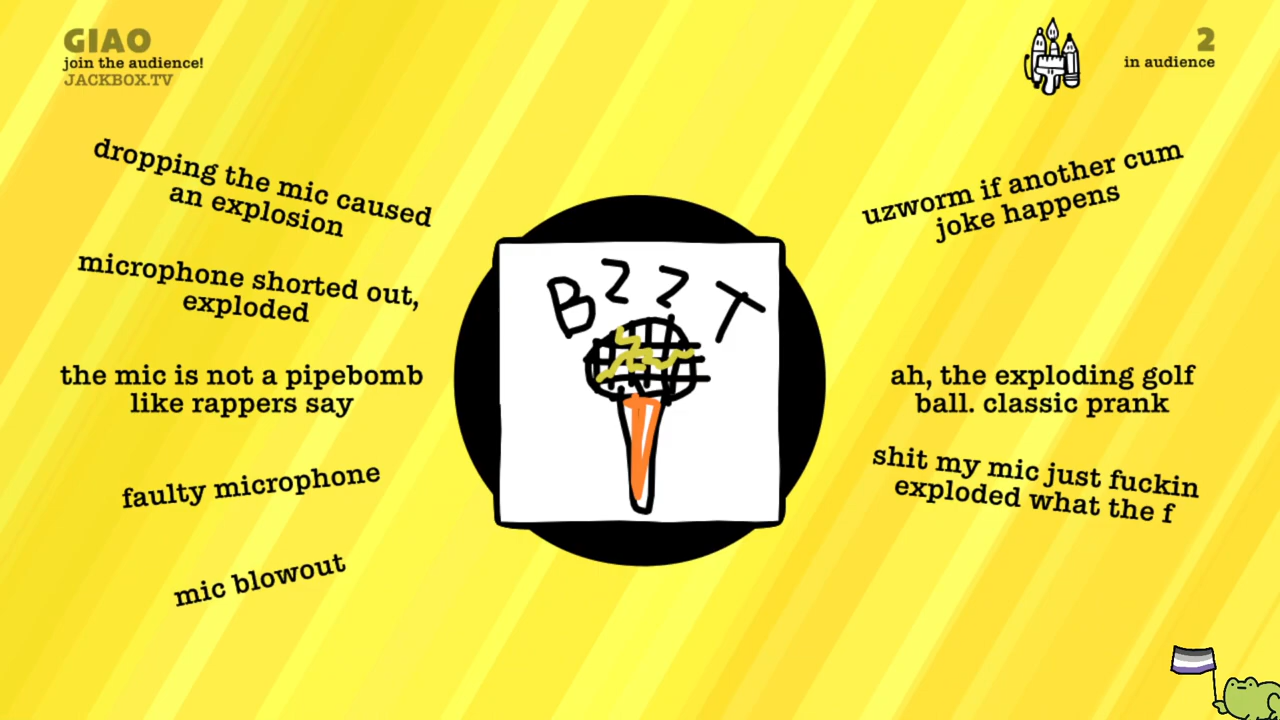 GIAO
join the audience!
JACKBOX.TV
2
in audience
dropping the mic caused
an explosion
microphone shorted out,
exploded
the mic is not a pipebomb
like rappers say
faulty microphone
mic blowout
BZZT
uzworm if another cum
joke happens
ah, the exploding golf
ball. classic prank
shit my mic just fuckin
exploded what the f